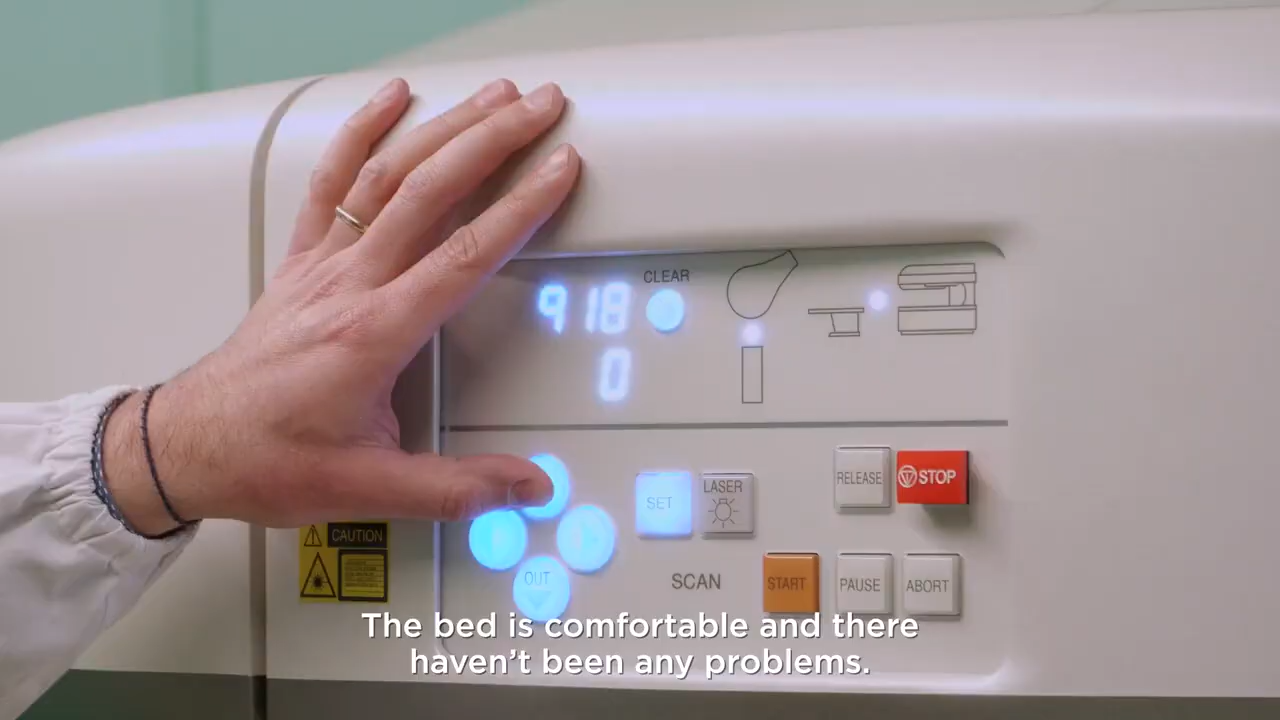 918
CLEAR
0
RELEASE
STOP
SET
LASER
OUT
SCAN
START
PAUSE
ABORT
CAUTION
The bed is comfortable and there
haven't been any problems.